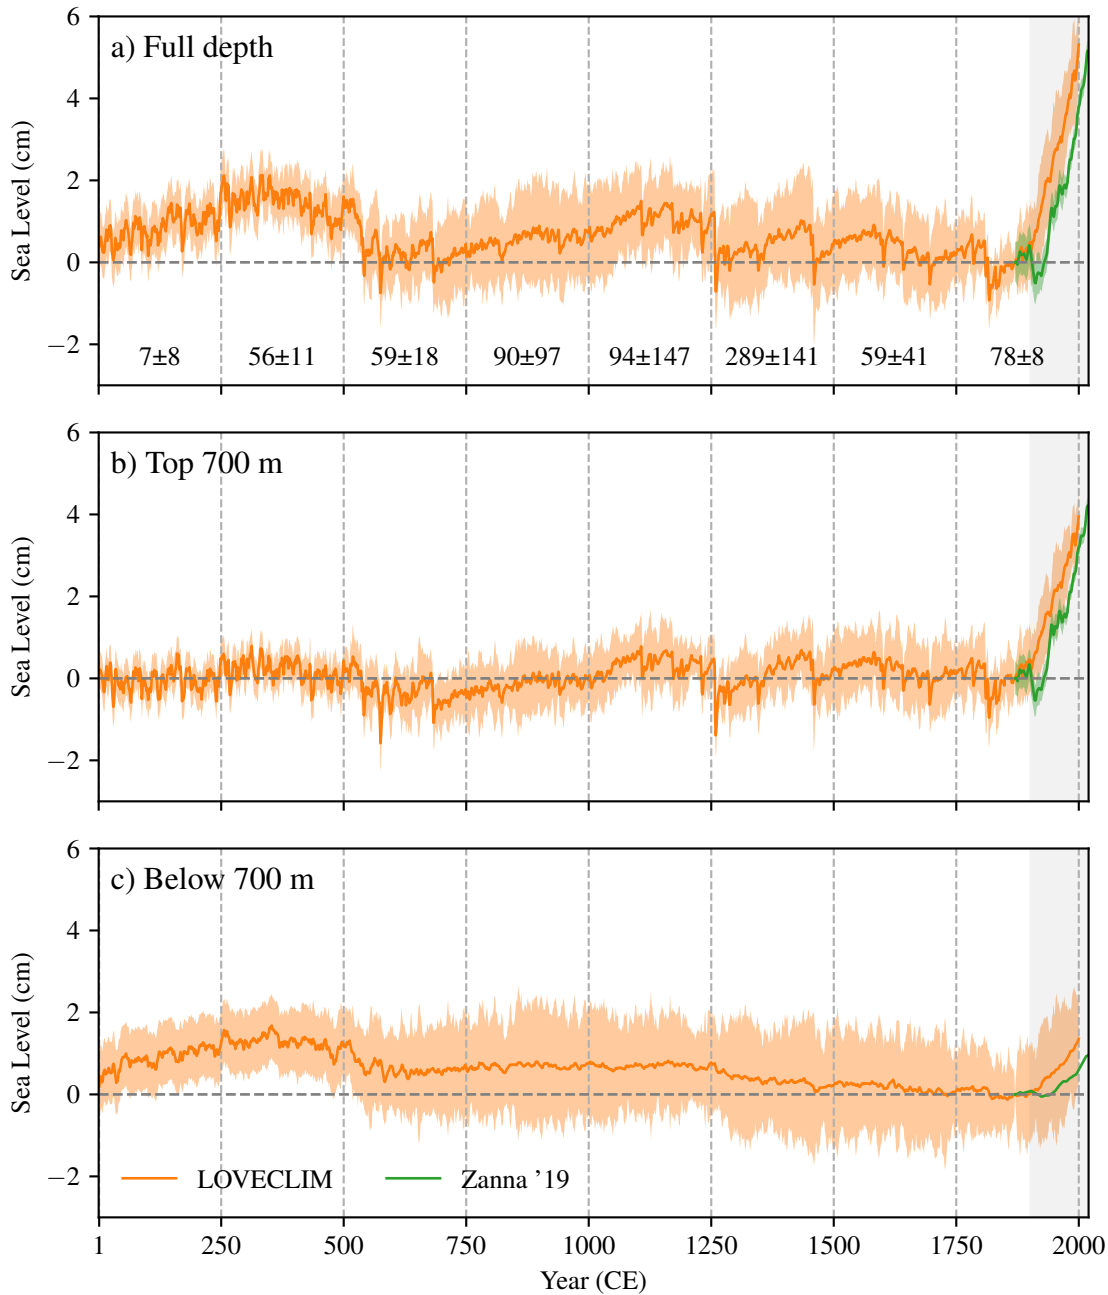 a) Full depth
6
4
2
0
−2
Sea Level (cm)
7±8 56±11 59±18 90±97 94±147 289±141 59±41 78±8
b) Top 700 m
6
4
2
0
−2
Sea Level (cm)
c) Below 700 m
6
4
2
0
−2
Sea Level (cm)
LOVECLIM Zanna ’19
1 250 500 750 1000 1250 1500 1750 2000
Year (CE)